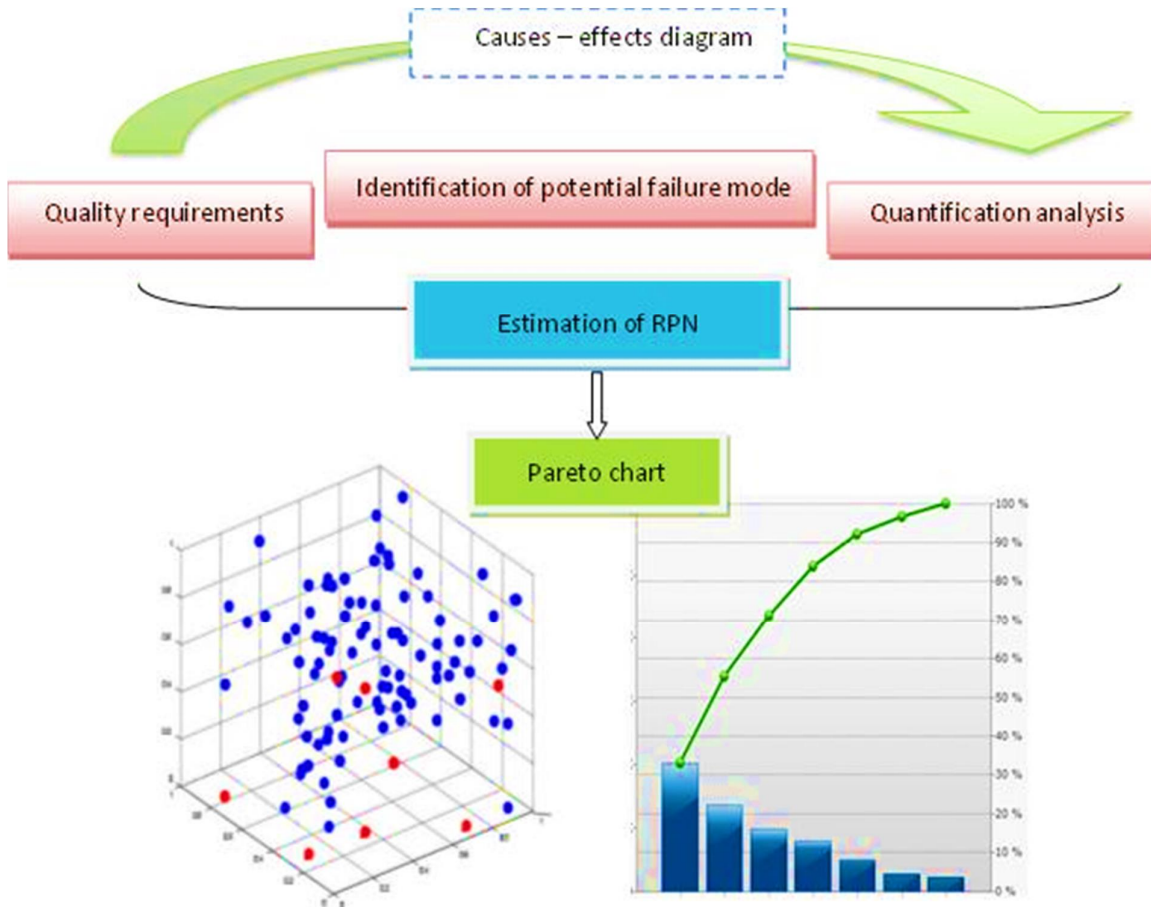 Causes – effects diagram
Identification of potential failure mode
Quality requirements
Quantification analysis
Estimation of RPN
Pareto chart
100 %
90 %
80 %
70 %
60 %
50 %
40 %
30 %
20 %
10 %
0 %